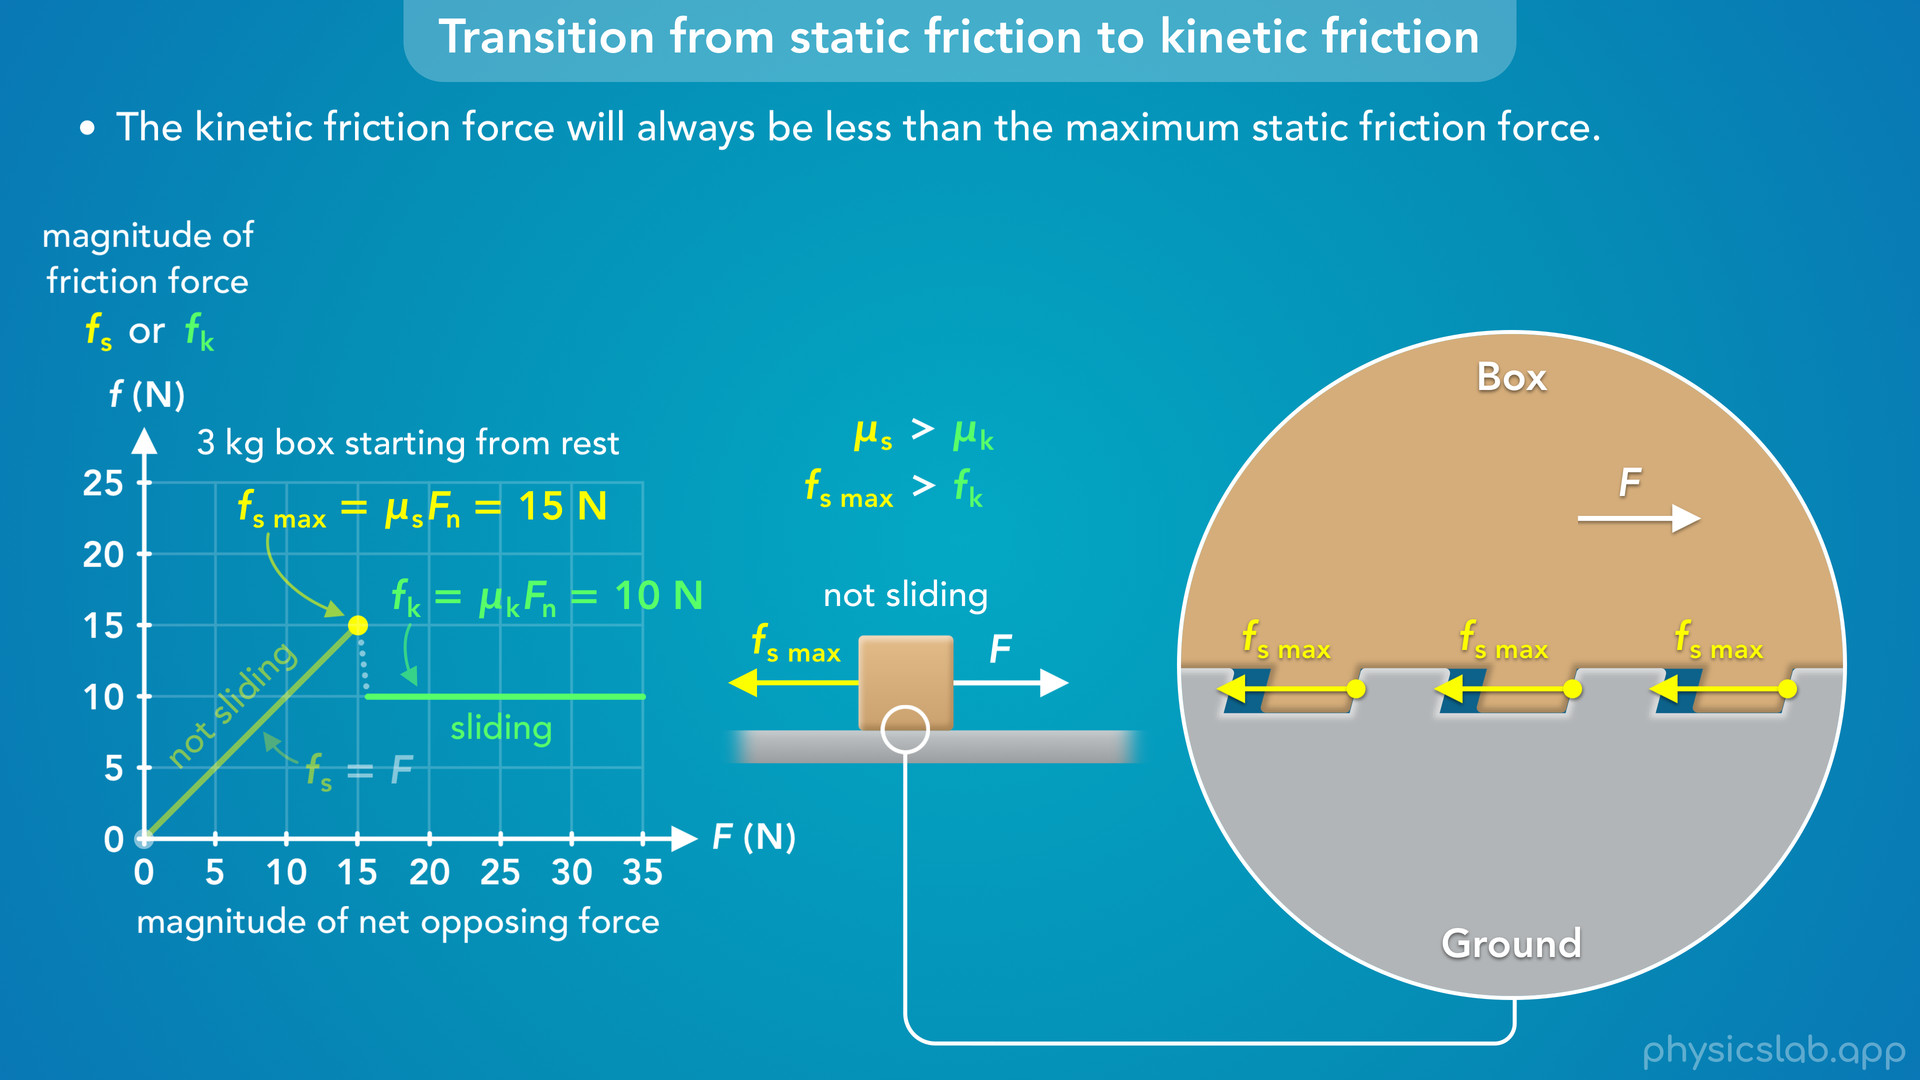 Transition from static friction to kinetic friction
• The kinetic friction force will always be less than the maximum static friction force.
magnitude of
friction force
fs or fk
f (N)
3 kg box starting from rest
25
20
15
10
5
0
fs max = μsFn = 15 N
fk = μkFn = 10 N
not sliding
sliding
fs = F
0 5 10 15 20 25 30 35
F (N)
magnitude of net opposing force
μs > μk
fs max > fk
not sliding
fs max
F
Box
F
fs max fs max fs max
Ground
physicslab.app